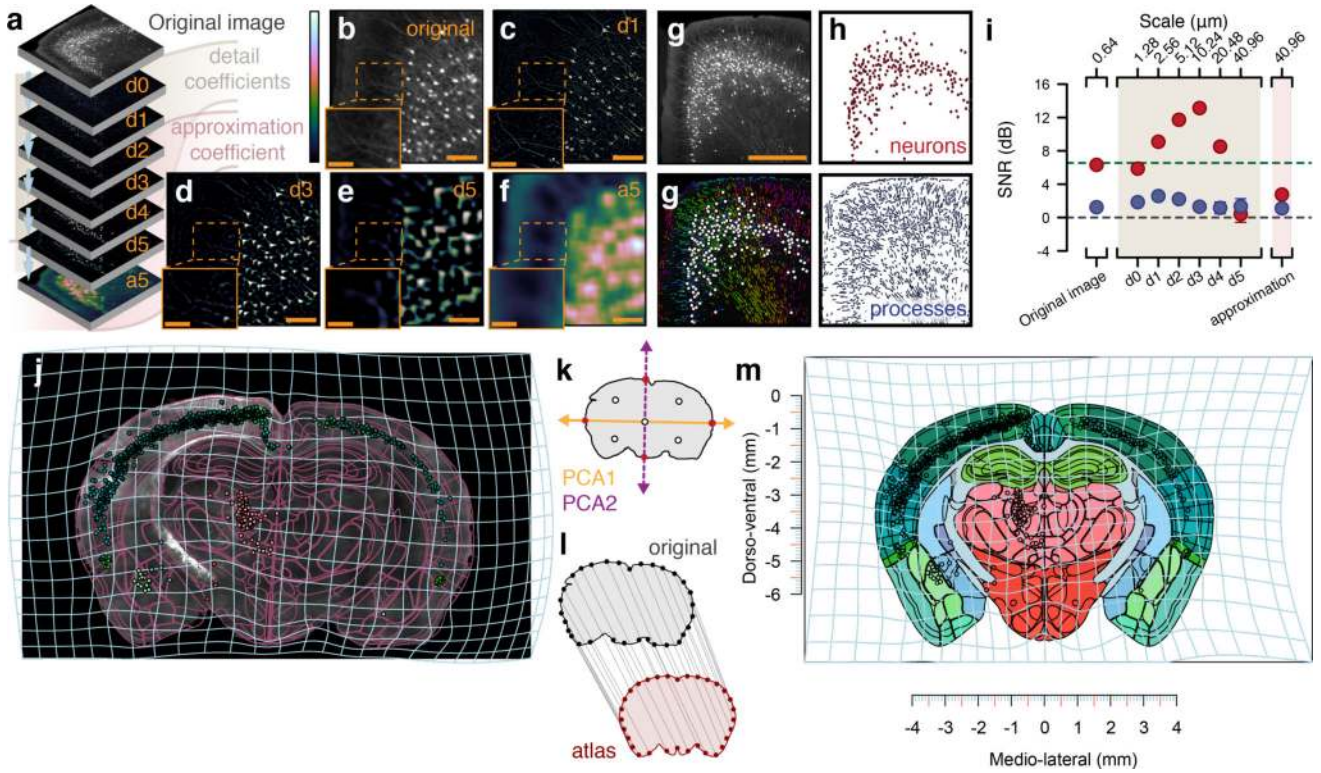 a
Original image
detail
coefficients
d0
d1
approximation
coefficient
d2
d3
d4
d5
a5
b
original
c
d1
d
d3
e
d5
f
a5
g
g
h
neurons
processes
i
Scale (µm)
0.64
1.28
2.56
5.12
10.24
20.48
40.96
40.96
SNR (dB)
16
12
8
4
0
-4
Original image
d0
d1
d2
d3
d4
d5
approximation
j
k
PCA1
PCA2
l
original
atlas
m
Dorso-ventral (mm)
0
-1
-2
-3
-4
-5
-6
-4 -3 -2 -1 0 1 2 3 4
Medio-lateral (mm)